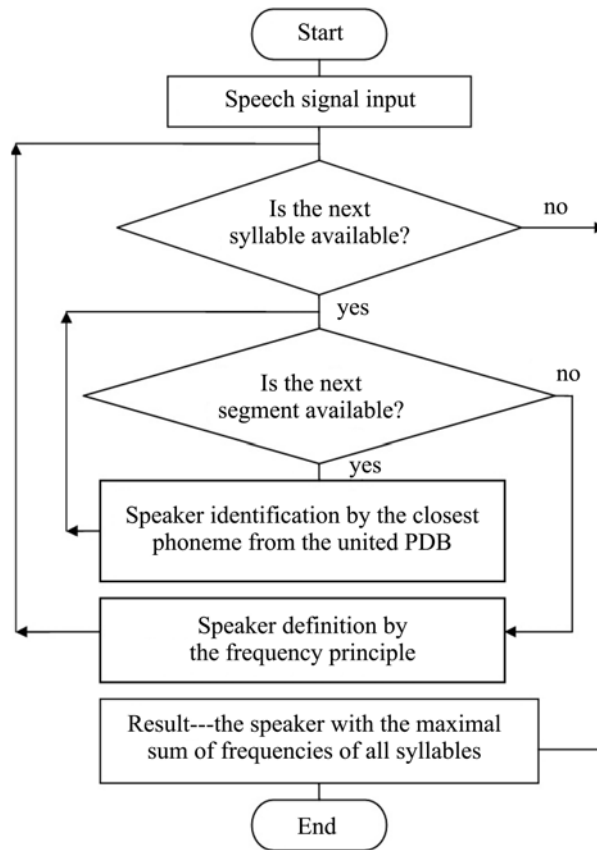 Start
Speech signal input
Is the next
syllable available?
no
yes
Is the next
segment available?
no
yes
Speaker identification by the closest
phoneme from the united PDB
Speaker definition by
the frequency principle
Result---the speaker with the maximal
sum of frequencies of all syllables
End